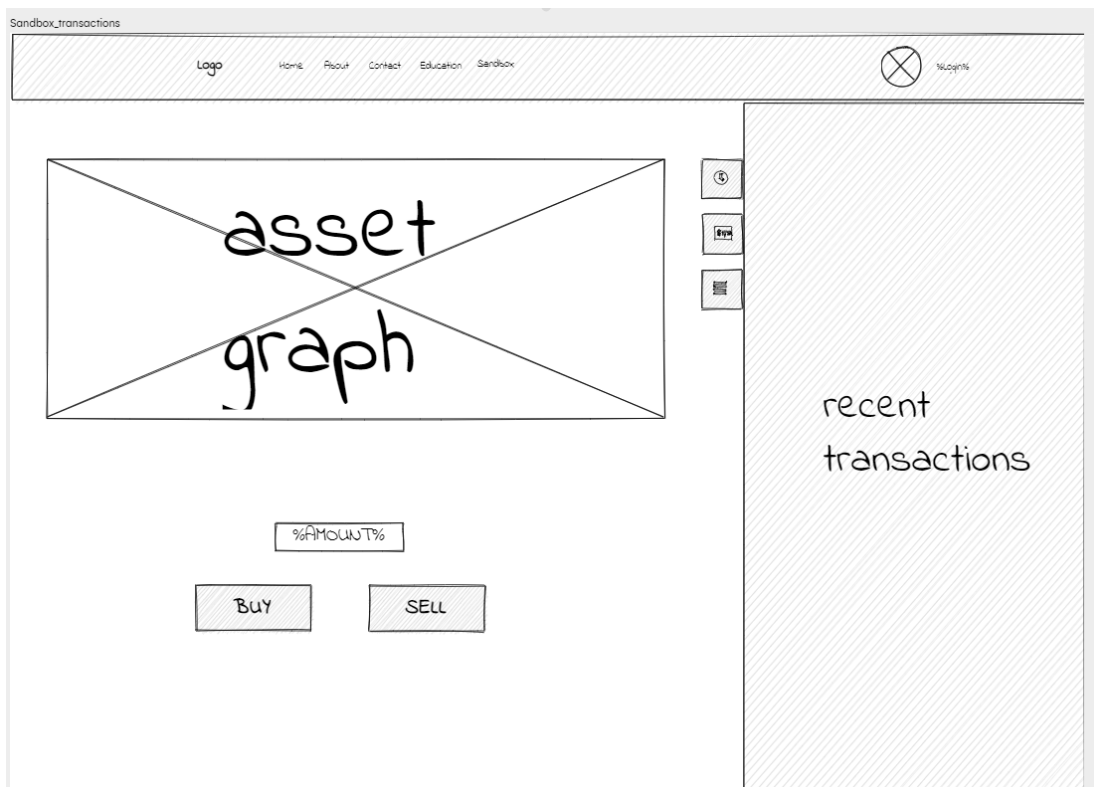 Sandbox_transactions
Logo Home About Contact Education Sandbox %Login%
asset
graph
recent
transactions
%AMOUNT%
BUY SELL